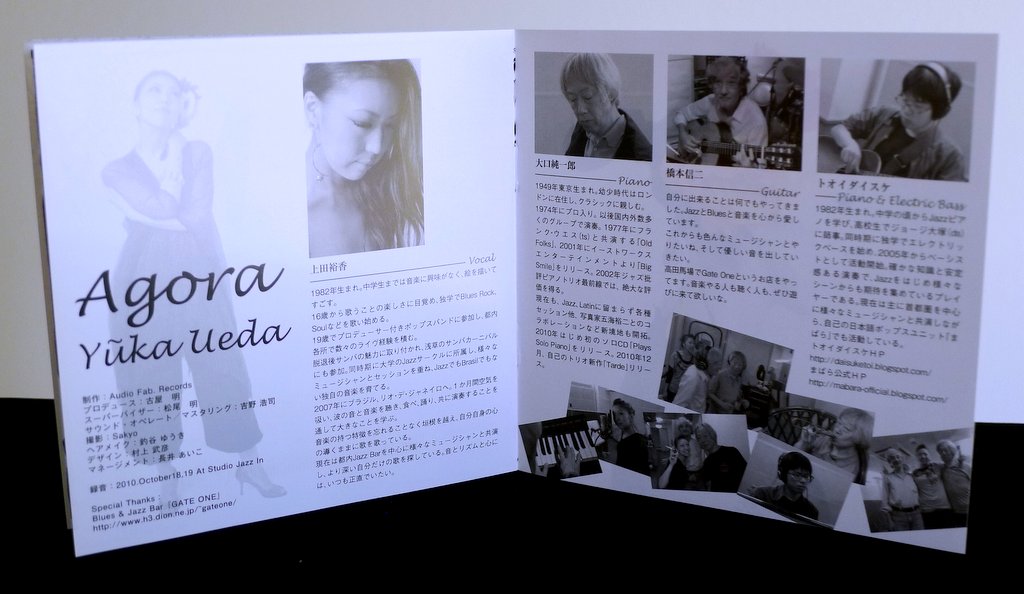 Agora
Yūka Ueda
制作：Audio Fab. Records
プロデュース：古屋 明
スーパーバイザー：松尾 明
サウンド・オペレート／マスタリング：吉野 浩司
撮影：Sakyo
ヘアメイク：釣谷 ゆうき
デザイン：村上 武彦
マネージメント：長井 あいこ
録音：2010.October18,19 At Studio Jazz In
Special Thanks：
Blues & Jazz Bar「GATE ONE」
http://www.h3.dion.ne.jp/~gateone/
上田裕香
Vocal
1982年生まれ。中学生までは音楽に興味がなく、絵を描いて
すごす。
16歳から歌うことの楽しさに目覚め、独学でBlues Rock,
Soulなどを歌い始める。
19歳でプロデューサー付きポップスバンドに参加し、都内
各所で数々のライヴ経験を積む。
脱退後サンバの魅力に取り付かれ、浅草のサンバカーニバル
にも参加。同時期に大学のJazzサークルに所属し、様々な
ミュージシャンとセッションを重ね、JazzでもBrasilでもな
い独自の音楽を育てる。
2007年にブラジル、リオ・デ・ジャネイロへ。1か月間空気を
吸い、波の音と音楽を聴き、食べ、踊り、共に演奏することを
通して大きなことを学ぶ。
音楽の持つ特徴を忘れることなく垣根を越え、自分自身の心
の導くままに歌を歌っている。
現在は都内Jazz Barを中心に様々なミュージシャンと共演
し、より深い自分だけの歌を探している。音とリズムと心に
は、いつも正直でいたい。
大口純一郎
Piano
1949年東京生まれ。幼少時代はロン
ドンに在住し、クラシックに親しむ。
1974年にプロ入り。以後国内外数多
くのグループで演奏。1977年にフラ
ンク・ウエス(ts)と共演する「Old
Folks」、2001年にイーストワークス
エンターテインメントより「Big
Smile」をリリース。2002年ジャズ批
評ピアノトリオ最前線では、絶大な評
価を得る。
現在も、Jazz, Latinに留まらず各種
セッション他、写真家五海裕二とのコ
ラボレーションなど新境地も開拓。
2010年はじめ初のソロCD「Plays
Solo Piano」をリリース。2010年12
月、自己のトリオ新作「Tarde」リリー
ス。
橋本信二
Guitar
自分に出来ることは何でもやってきま
した。JazzとBluesと音楽を心から愛し
ています。
これからも色んなミュージシャンとや
りたいね、そして優しい音を出してい
きたい。
高田馬場でGate Oneというお店をやっ
てます。音楽やる人も聴く人も、ぜひ遊
びに来て欲しいな。
トオイダイスケ
Piano & Electric Bass
1982年生まれ。中学の頃からJazzピア
ノを学び、高校生でジョージ大塚(ds)
に師事。同時期に独学でエレクトリッ
クベースを始め、2005年からベーシス
トとして活動開始。確かな知識と安定
感ある演奏で、Jazzをはじめ様々な
シーンからも期待を集めているプレイ
ヤーである。現在は主に首都圏を中心
に様々なミュージシャンと共演しなが
ら、自己の日本語ポップスユニット「ま
ばら」でも活動している。
トオイダイスケHP
http://daisuketoi.blogspot.com/
まばら公式HP
http://mabara-official.blogspot.com/